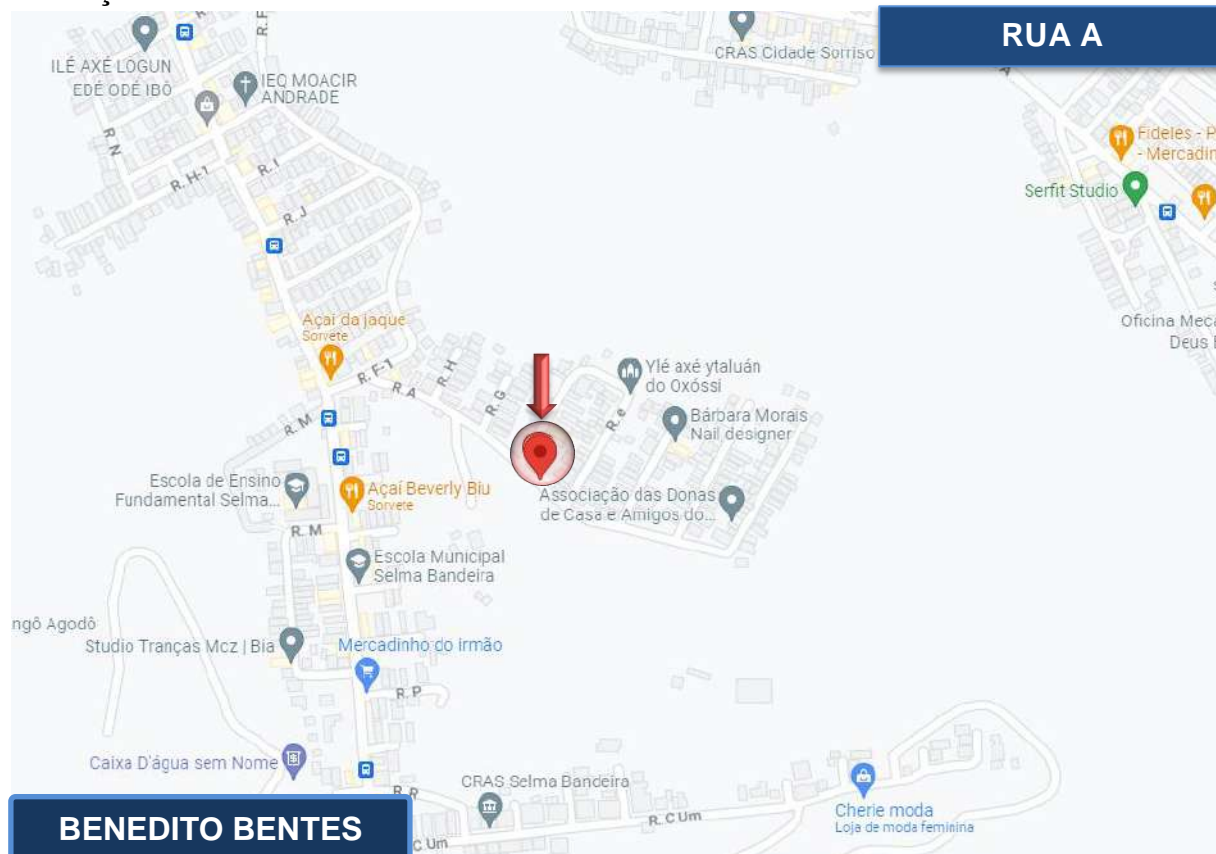 RUA A
CRAS Cidade Sorriso
ILÊ AXÉ LOGUN
EDÉ ODÉ IBÔ
IEQ MOACIR
ANDRADE
R. N
R. H-1
R. I
R. J
Fideles - P
- Mercadin
Serfit Studio
Oficina Meca
Deus
Açaí da jaque
Sorvete
R. F-1
R. A
R. H
R. G
R. e
Ylé axé ytaluán
do Oxóssi
Bárbara Morais
Nail designer
R. M
Escola de Ensino
Fundamental Selma...
Açaí Beverly Biu
Sorvete
Associação das Donas
de Casa e Amigos do...
R. M
Escola Municipal
Selma Bandeira
ngô Agodô
Studio Tranças Mcz | Bia
Mercadinho do irmão
R. P
Caixa D'água sem Nome
CRAS Selma Bandeira
R. R
R. C Um
Cherie moda
Loja de moda feminina
BENEDITO BENTES
C Um